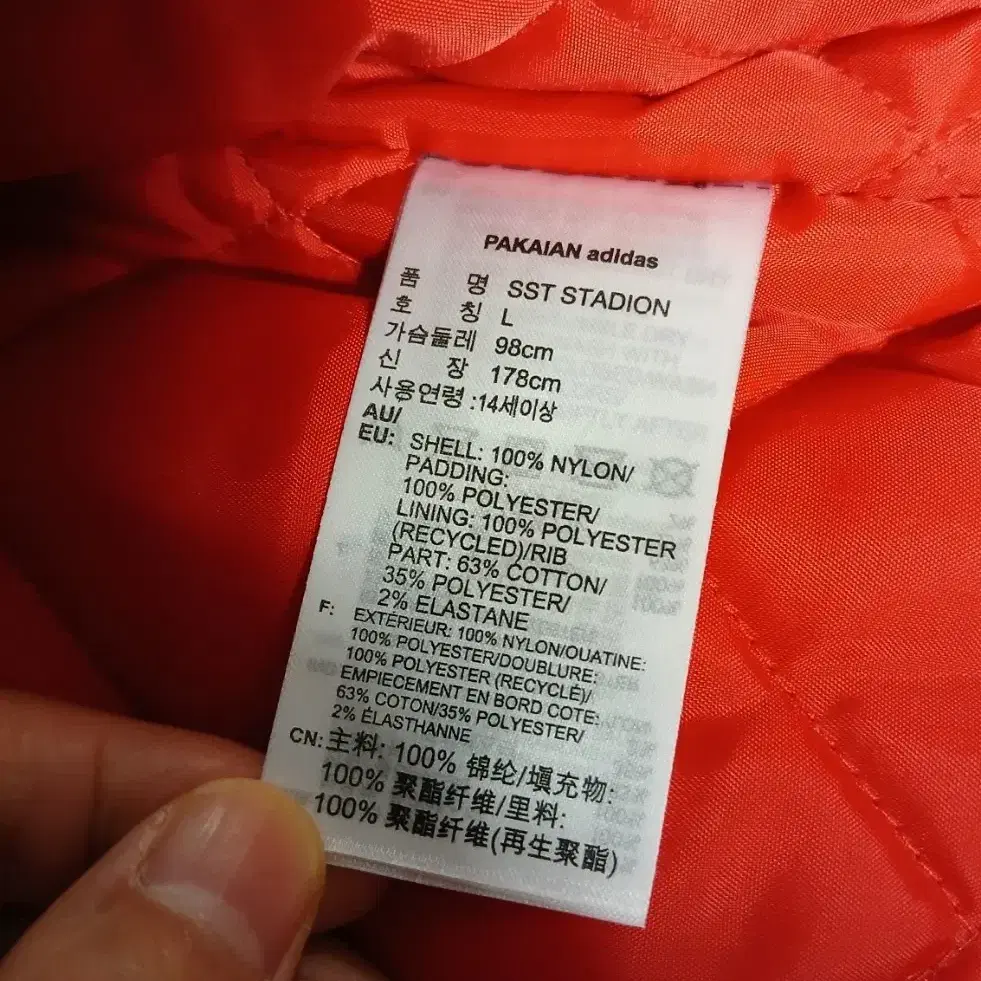 PAKAIAN adidas
품 명 SST STADION
호 칭 L
가슴둘레 98cm
신 장 178cm
사용연령 :14세이상
AU/
EU: SHELL: 100% NYLON/
PADDING:
100% POLYESTER/
LINING: 100% POLYESTER
(RECYCLED)/RIB
PART: 63% COTTON/
35% POLYESTER/
2% ELASTANE
F: EXTÉRIEUR: 100% NYLON/OUATINE:
100% POLYESTER/DOUBLURE:
100% POLYESTER (RECYCLÉ)/
EMPIECEMENT EN BORD COTE:
63% COTON/35% POLYESTER/
2% ÉLASTHANNE
CN: 主料: 100% 锦纶/填充物:
100% 聚酯纤维/里料:
100% 聚酯纤维(再生聚酯)